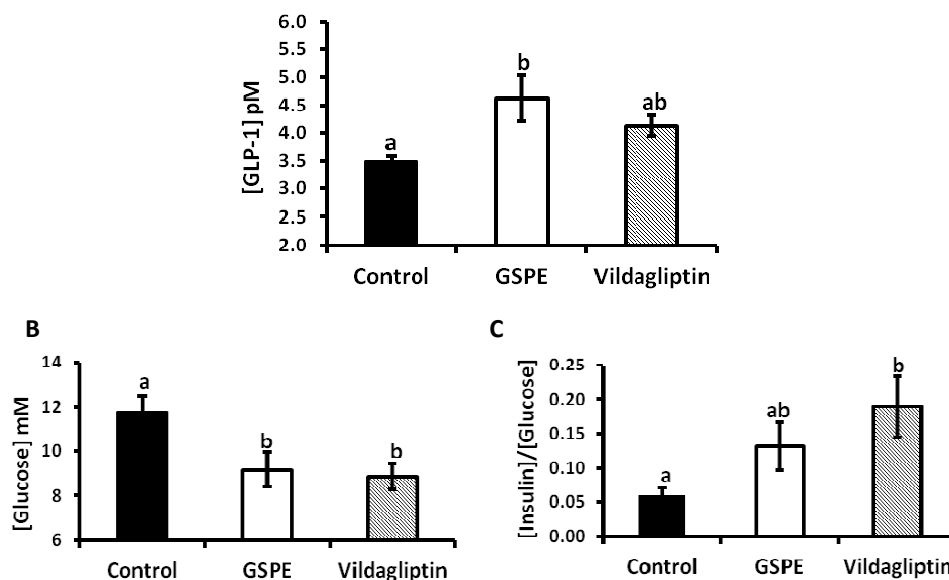 6.0
5.5
5.0
4.5
4.0
3.5
3.0
2.5
2.0
[GLP-1] pM
a
b
ab
Control GSPE Vildagliptin
B
14
12
10
8
6
[Glucose] mM
a
b
b
Control GSPE Vildagliptin
C
0.25
0.20
0.15
0.10
0.05
0.00
[Insulin]/[Glucose]
a
ab
b
Control GSPE Vildagliptin